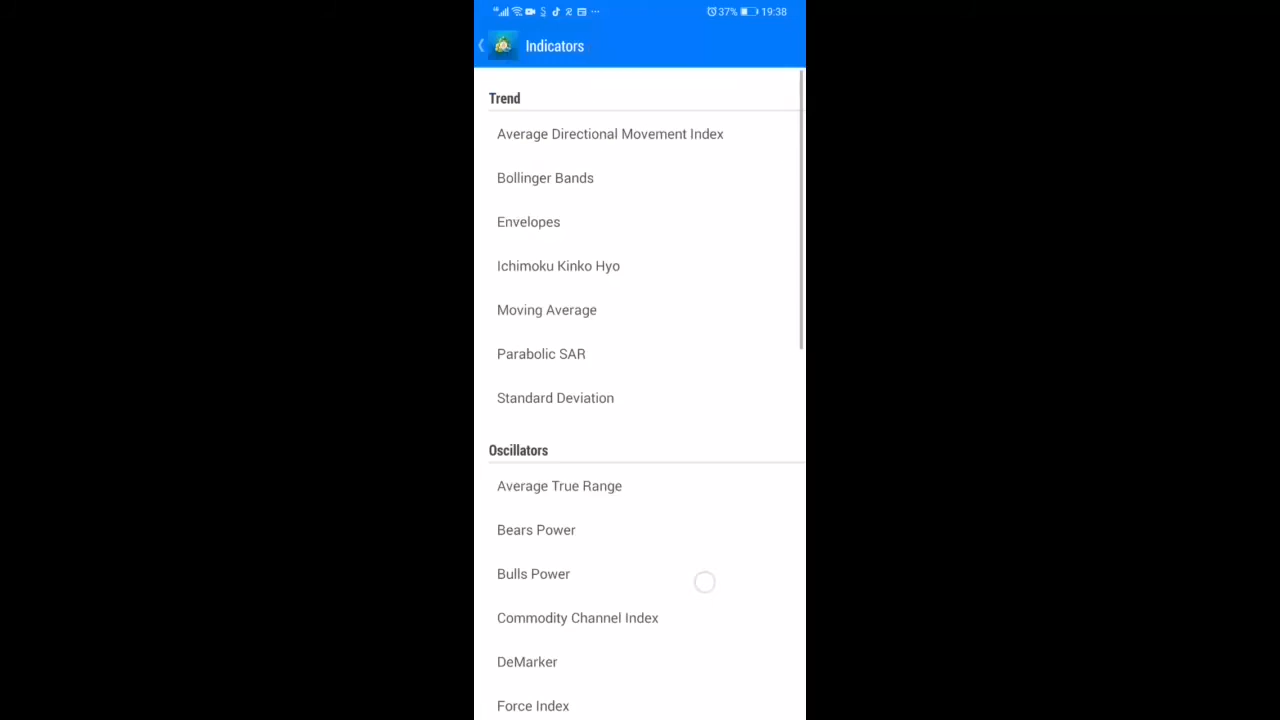 37% 19:38
Indicators
Trend
Average Directional Movement Index
Bollinger Bands
Envelopes
Ichimoku Kinko Hyo
Moving Average
Parabolic SAR
Standard Deviation
Oscillators
Average True Range
Bears Power
Bulls Power
Commodity Channel Index
DeMarker
Force Index